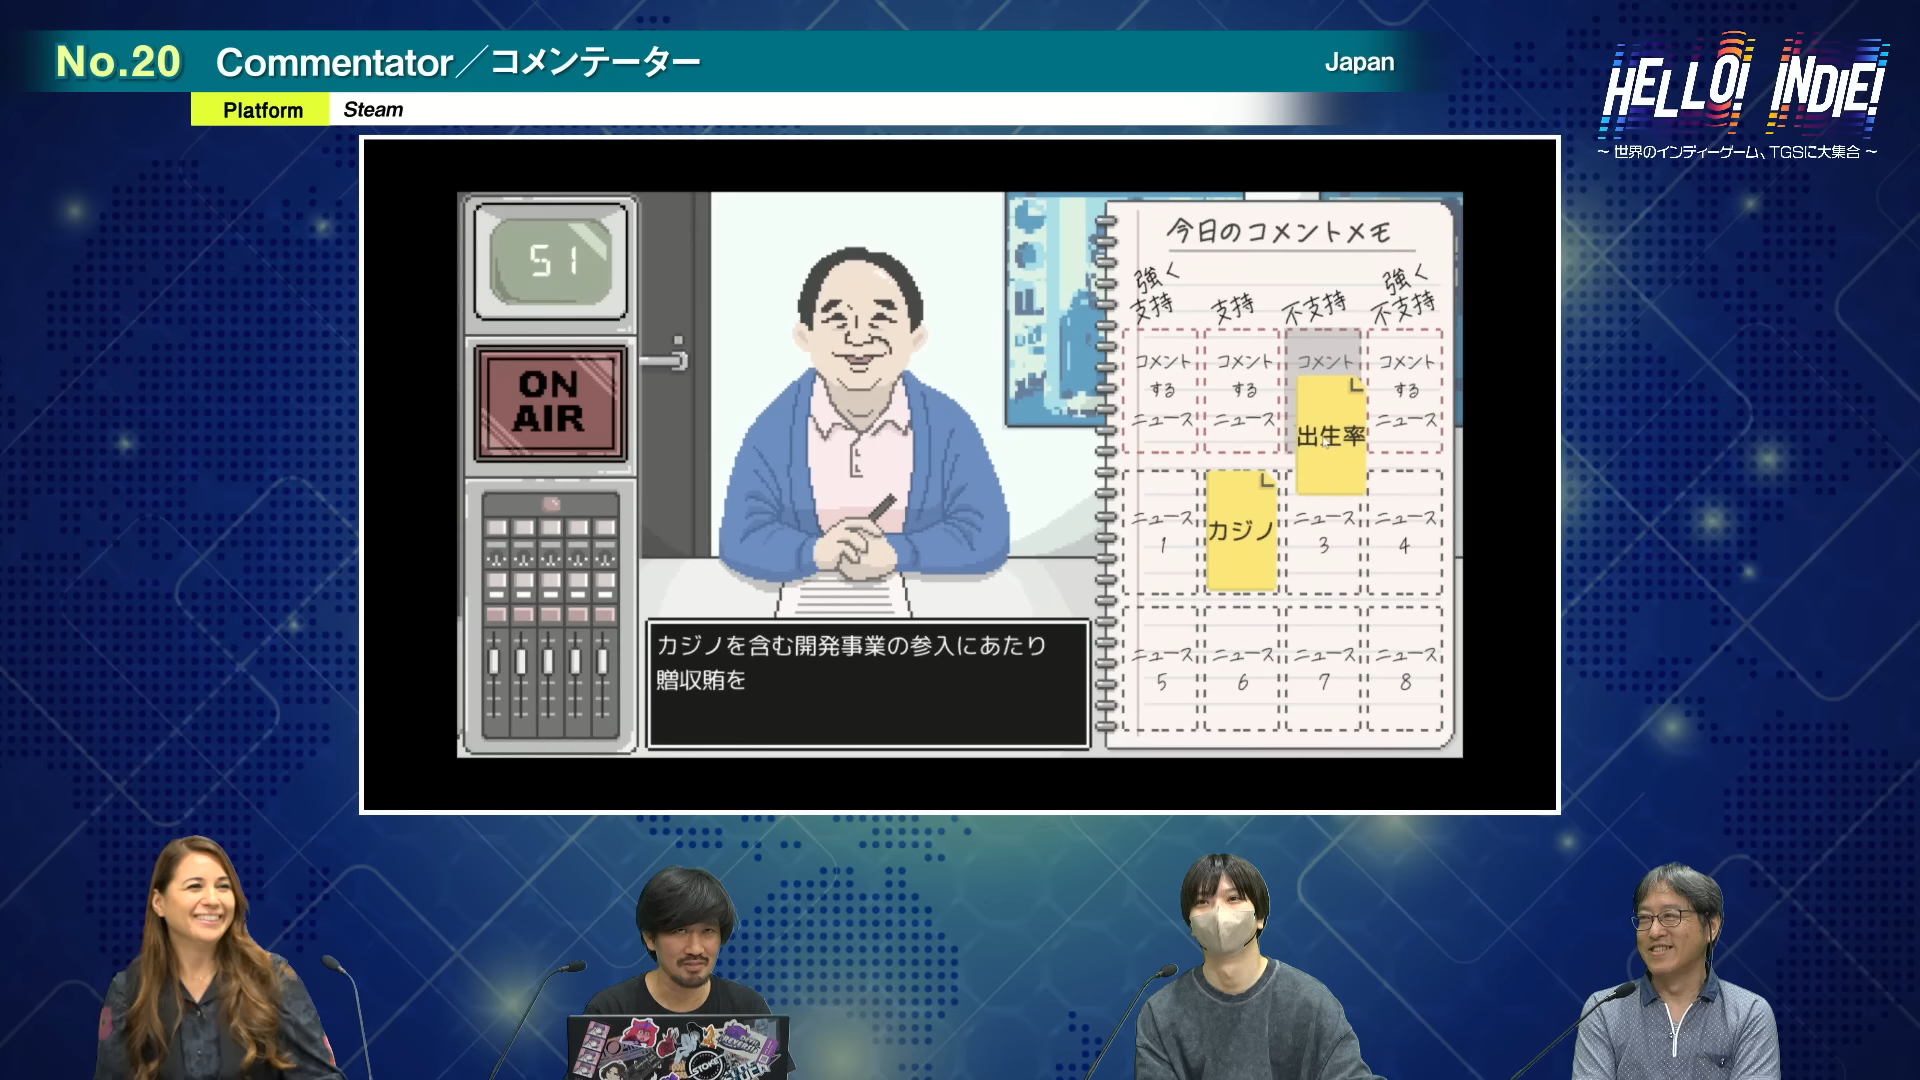 No.20 Commentator／コメンテーター Japan
Platform Steam
HELLO! INDIE!
～ 世界のインディーゲーム、TGSに大集合 ～
51
ON
AIR
今日のコメントメモ
強く
支持
支持
不支持
強く
不支持
コメント
する
ニュース
コメント
する
ニュース
コメント
出生率
コメント
する
ニュース
ニュース
1
カジノ
ニュース
3
ニュース
4
ニュース
5
ニュース
6
ニュース
7
ニュース
8
カジノを含む開発事業の参入にあたり
贈収賄を